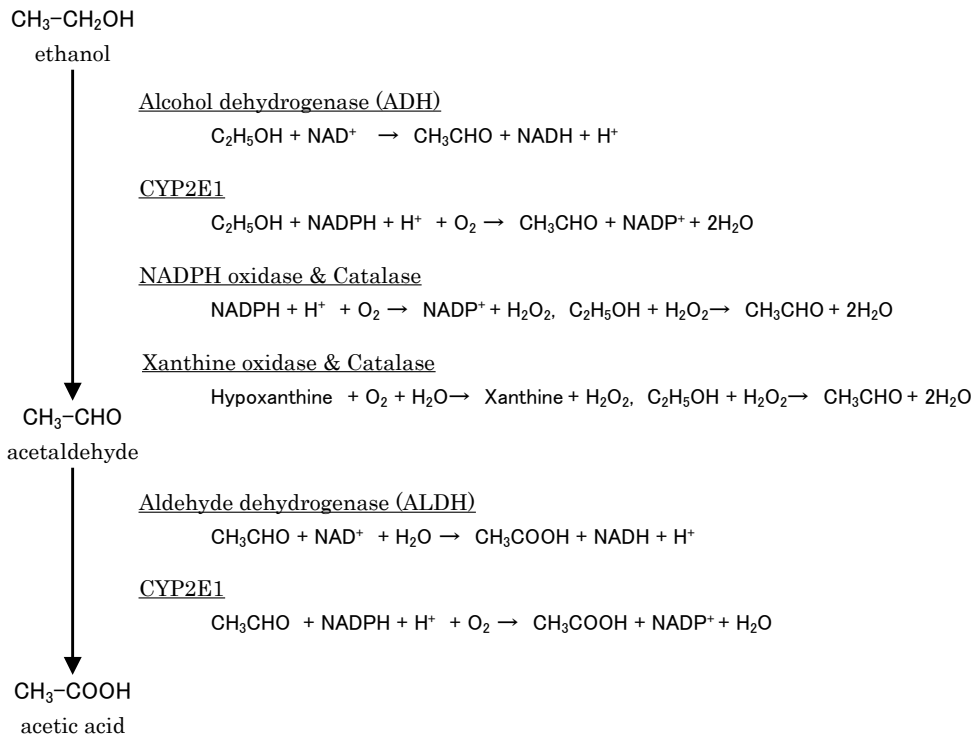 CH₃-CH₂OH
ethanol
Alcohol dehydrogenase (ADH)
C₂H₅OH + NAD⁺ → CH₃CHO + NADH + H⁺
CYP2E1
C₂H₅OH + NADPH + H⁺ + O₂ → CH₃CHO + NADP⁺ + 2H₂O
NADPH oxidase & Catalase
NADPH + H⁺ + O₂ → NADP⁺ + H₂O₂, C₂H₅OH + H₂O₂ → CH₃CHO + 2H₂O
Xanthine oxidase & Catalase
Hypoxanthine + O₂ + H₂O → Xanthine + H₂O₂, C₂H₅OH + H₂O₂ → CH₃CHO + 2H₂O
CH₃-CHO
acetaldehyde
Aldehyde dehydrogenase (ALDH)
CH₃CHO + NAD⁺ + H₂O → CH₃COOH + NADH + H⁺
CYP2E1
CH₃CHO + NADPH + H⁺ + O₂ → CH₃COOH + NADP⁺ + H₂O
CH₃-COOH
acetic acid